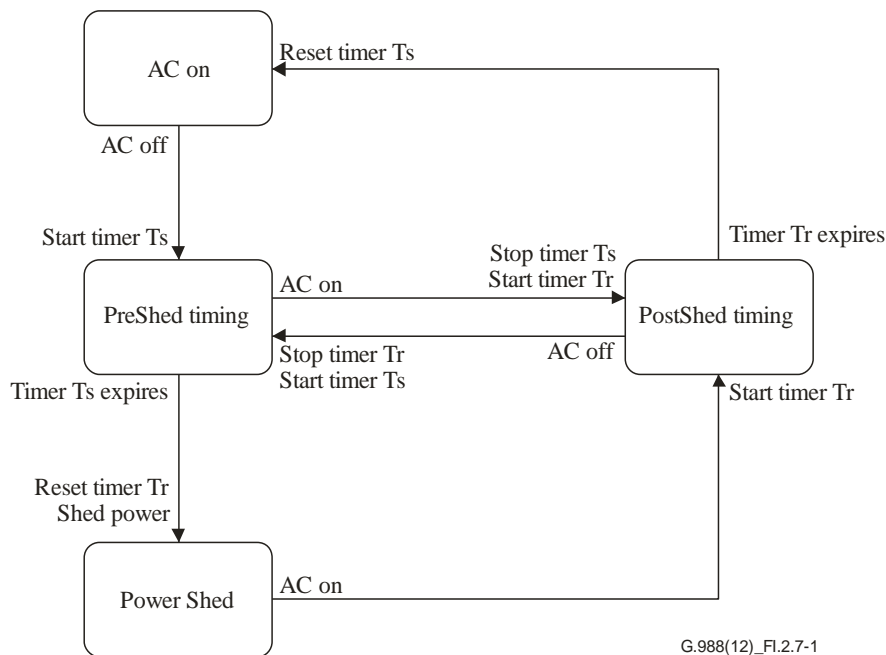 Reset timer Ts
AC on
AC off
Start timer Ts
Timer Tr expires
Stop timer Ts
Start timer Tr
AC on
PreShed timing
PostShed timing
AC off
Stop timer Tr
Start timer Ts
Timer Ts expires
Start timer Tr
Reset timer Tr
Shed power
AC on
Power Shed
G.988(12)_FI.2.7-1